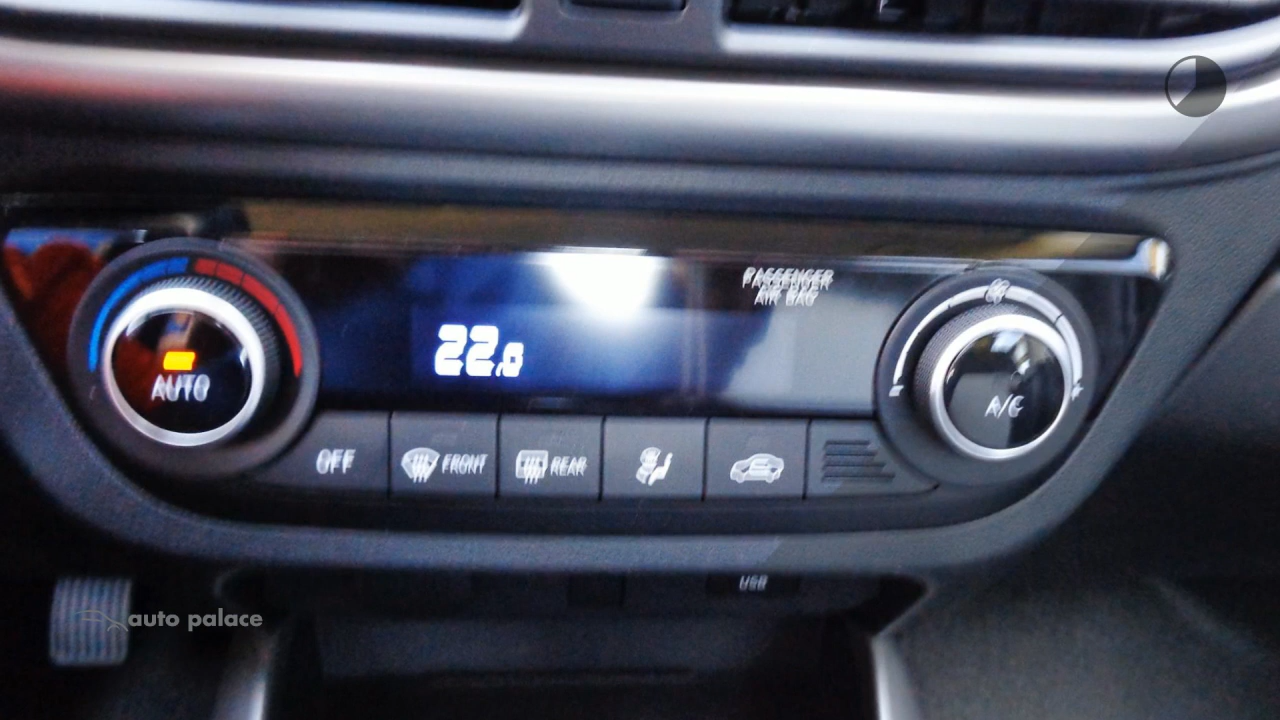 PASSENGER
AIR BAG
22.0
AUTO
A/C
OFF
FRONT
REAR
USB
auto palace